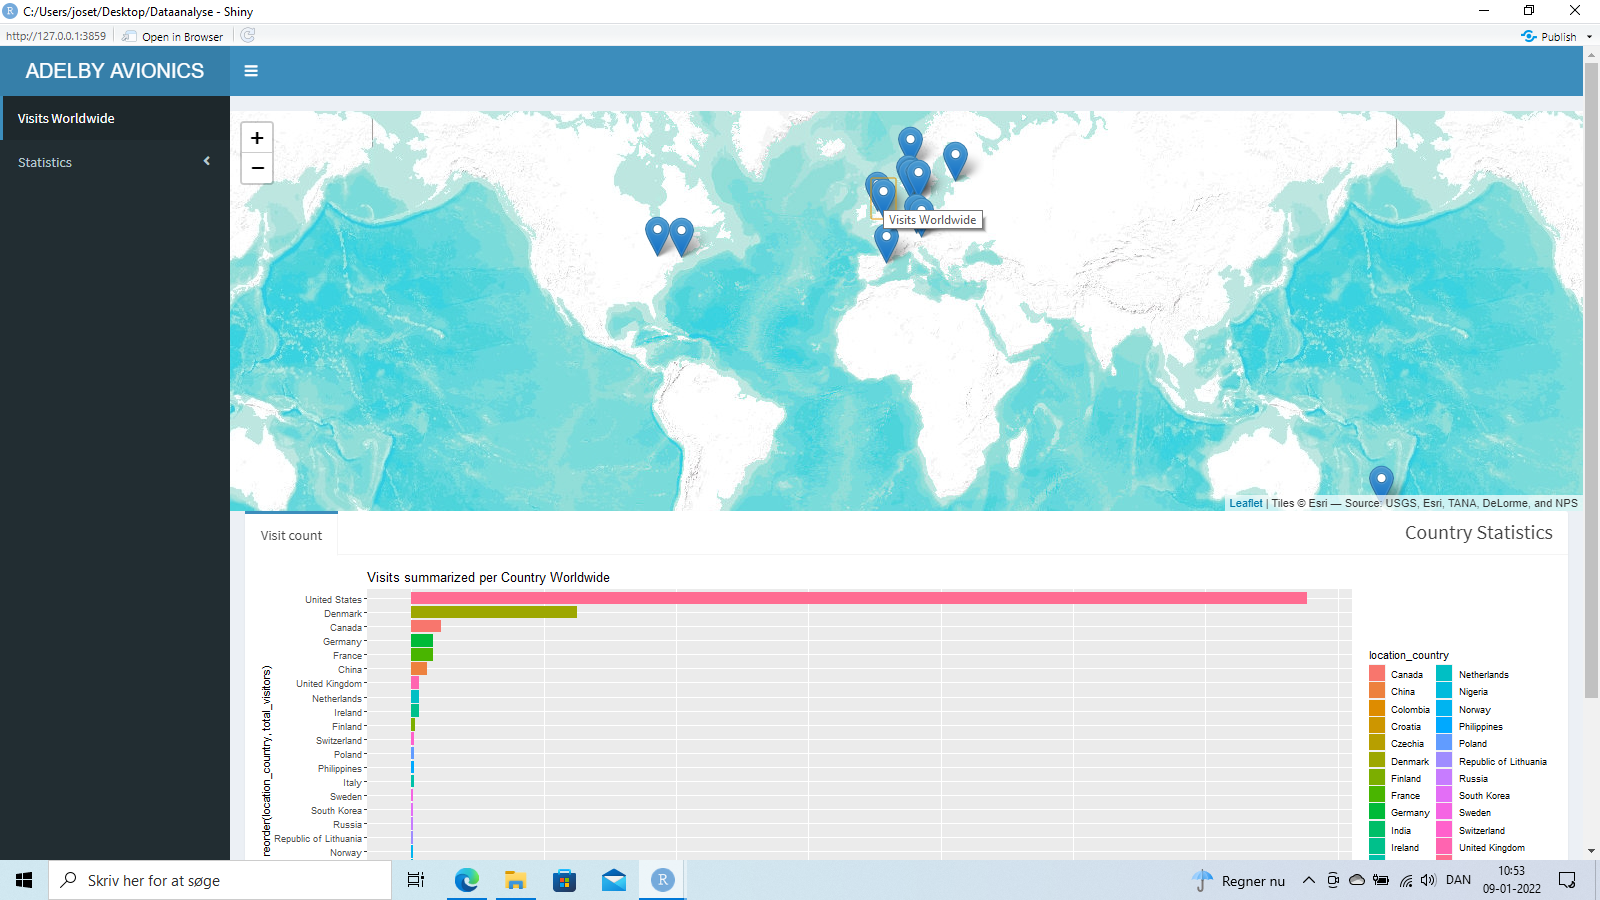 C:/Users/joset/Desktop/Dataanalyse - Shiny
http://127.0.0.1:3859
Open in Browser
Publish
ADELBY AVIONICS
Visits Worldwide
Statistics
+
−
Visits Worldwide
Leaflet | Tiles © Esri — Source: USGS, Esri, TANA, DeLorme, and NPS
Visit count
Country Statistics
Visits summarized per Country Worldwide
reorder(location_country, total_visitors)
United States
Denmark
Canada
Germany
France
China
United Kingdom
Netherlands
Ireland
Finland
Switzerland
Poland
Philippines
Italy
Sweden
South Korea
Russia
Republic of Lithuania
Norway
location_country
Canada
China
Colombia
Croatia
Czechia
Denmark
Finland
France
Germany
India
Ireland
Netherlands
Nigeria
Norway
Philippines
Poland
Republic of Lithuania
Russia
South Korea
Sweden
Switzerland
United Kingdom
Skriv her for at søge
R
Regner nu
DAN
10:53
09-01-2022